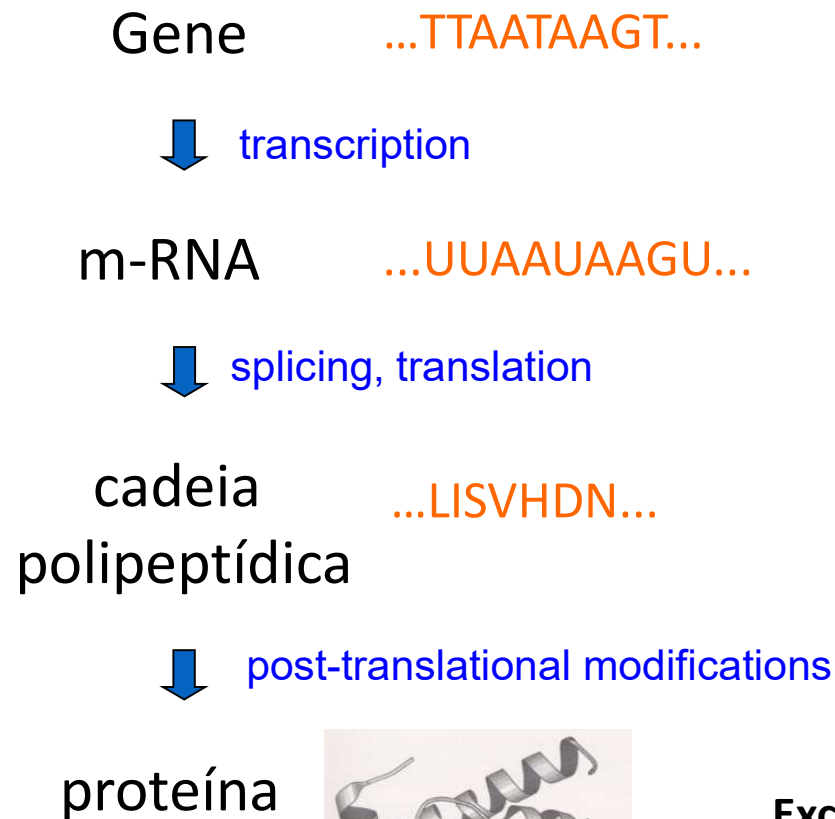 Gene ...TTAATAAGT...
transcription
m-RNA ...UUAAUAAGU...
splicing, translation
cadeia
polipeptídica ...LISVHDN...
post-translational modifications
proteína